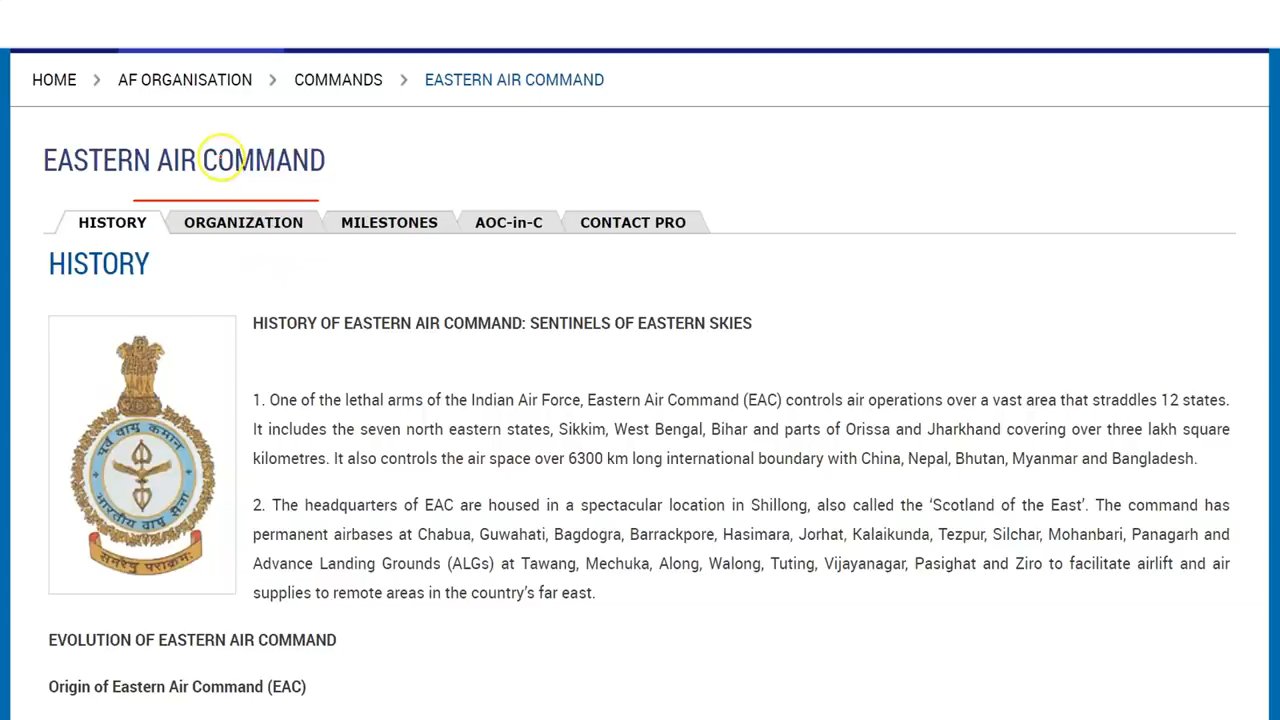 HOME > AF ORGANISATION > COMMANDS > EASTERN AIR COMMAND
EASTERN AIR COMMAND
HISTORY ORGANIZATION MILESTONES AOC-in-C CONTACT PRO
HISTORY
HISTORY OF EASTERN AIR COMMAND: SENTINELS OF EASTERN SKIES
1. One of the lethal arms of the Indian Air Force, Eastern Air Command (EAC) controls air operations over a vast area that straddles 12 states.
It includes the seven north eastern states, Sikkim, West Bengal, Bihar and parts of Orissa and Jharkhand covering over three lakh square
kilometres. It also controls the air space over 6300 km long international boundary with China, Nepal, Bhutan, Myanmar and Bangladesh.
पूर्व वायु कमान
भारतीय वायु सेना
2. The headquarters of EAC are housed in a spectacular location in Shillong, also called the ‘Scotland of the East’. The command has
permanent airbases at Chabua, Guwahati, Bagdogra, Barrackpore, Hasimara, Jorhat, Kalaikunda, Tezpur, Silchar, Mohanbari, Panagarh and
Advance Landing Grounds (ALGs) at Tawang, Mechuka, Along, Walong, Tuting, Vijayanagar, Pasighat and Ziro to facilitate airlift and air
supplies to remote areas in the country’s far east.
EVOLUTION OF EASTERN AIR COMMAND
Origin of Eastern Air Command (EAC)